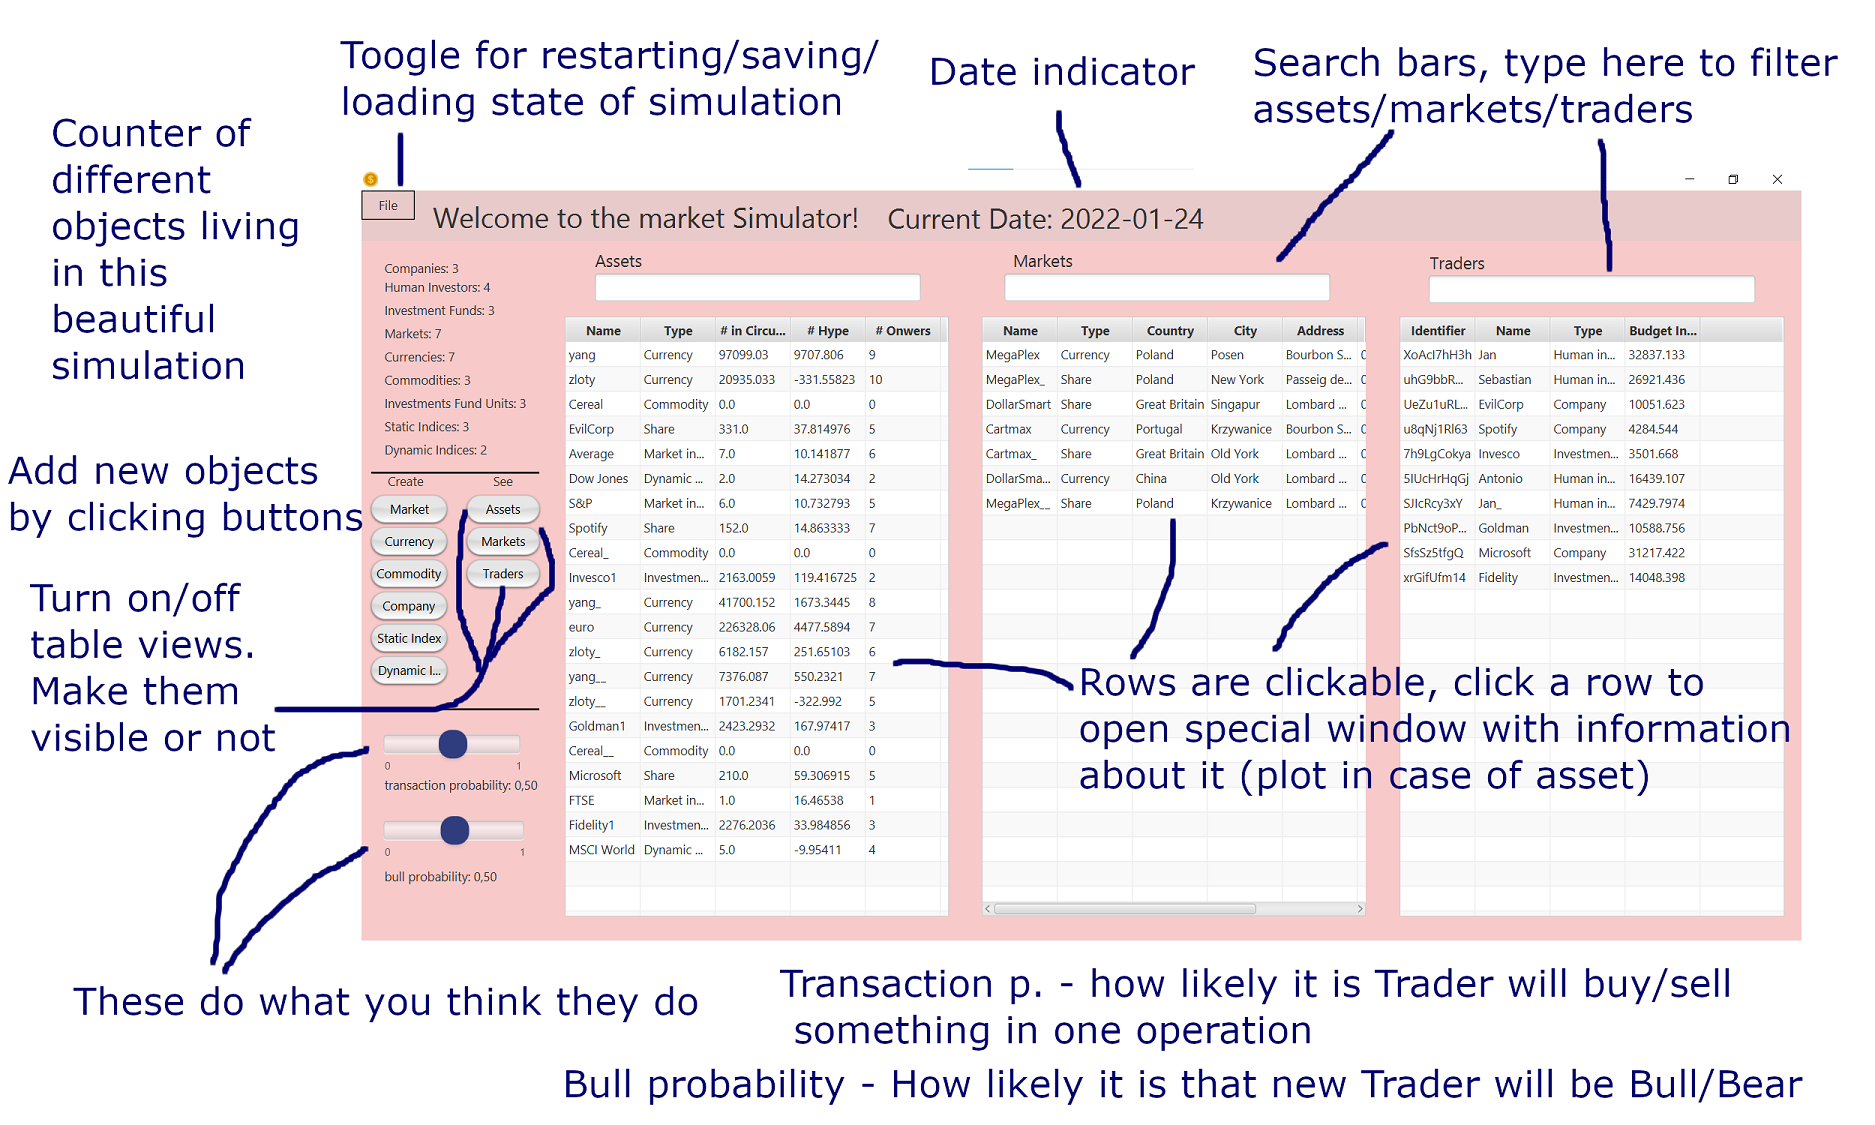 Toogle for restarting/saving/
loading state of simulation
Date indicator
Search bars, type here to filter
assets/markets/traders
Counter of
different
objects living
in this
beautiful
simulation
File
Welcome to the market Simulator!
Current Date: 2022-01-24
Companies: 3
Human Investors: 4
Investment Funds: 3
Markets: 7
Currencies: 7
Commodities: 3
Investments Fund Units: 3
Static Indices: 3
Dynamic Indices: 2
Add new objects
by clicking buttons
Create See
Market Assets
Currency Markets
Commodity Traders
Company
Static Index
Dynamic I...
Turn on/off
table views.
Make them
visible or not
0 1
transaction probability: 0,50
0 1
bull probability: 0,50
Assets
Name Type # in Circu... # Hype # Onwers
yang Currency 97099.03 9707.806 9
zloty Currency 20935.033 -331.55823 10
Cereal Commodity 0.0 0.0 0
EvilCorp Share 331.0 37.814976 5
Average Market in... 7.0 10.141877 6
Dow Jones Dynamic ... 2.0 14.273034 2
S&P Market in... 6.0 10.732793 5
Spotify Share 152.0 14.863333 7
Cereal_ Commodity 0.0 0.0 0
Invesco1 Investmen... 2163.0059 119.416725 2
yang_ Currency 41700.152 1673.3445 8
euro Currency 226328.06 4477.5894 7
zloty_ Currency 6182.157 251.65103 6
yang__ Currency 7376.087 550.2321 7
zloty__ Currency 1701.2341 -322.992 5
Goldman1 Investmen... 2423.2932 167.97417 3
Cereal__ Commodity 0.0 0.0 0
Microsoft Share 210.0 59.306915 5
FTSE Market in... 1.0 16.46538 1
Fidelity1 Investmen... 2276.2036 33.984856 3
MSCI World Dynamic ... 5.0 -9.95411 4
Markets
Name Type Country City Address
MegaPlex Currency Poland Posen Bourbon S... 0
MegaPlex_ Share Poland New York Passeig de... 0
DollarSmart Share Great Britain Singapur Lombard ... 0
Cartmax Currency Portugal Krzywanice Bourbon S... 0
Cartmax_ Share Great Britain Old York Lombard ... 0
DollarSma... Currency China Old York Lombard ... 0
MegaPlex__ Share Poland Krzywanice Lombard ... 0
Traders
Identifier Name Type Budget In...
XoAcI7hH3h Jan Human in... 32837.133
uhG9bbR... Sebastian Human in... 26921.436
UeZu1uRL... EvilCorp Company 10051.623
u8qNj1Rl63 Spotify Company 4284.544
7h9LgCokya Invesco Investmen... 3501.668
5IUcHrHqGj Antonio Human in... 16439.107
SJIcRcy3xY Jan_ Human in... 7429.7974
PbNct9oP... Goldman Investmen... 10588.756
SfsSz5tfgQ Microsoft Company 31217.422
xrGifUfm14 Fidelity Investmen... 14048.398
Rows are clickable, click a row to
open special window with information
about it (plot in case of asset)
These do what you think they do
Transaction p. - how likely it is Trader will buy/sell
something in one operation
Bull probability - How likely it is that new Trader will be Bull/Bear